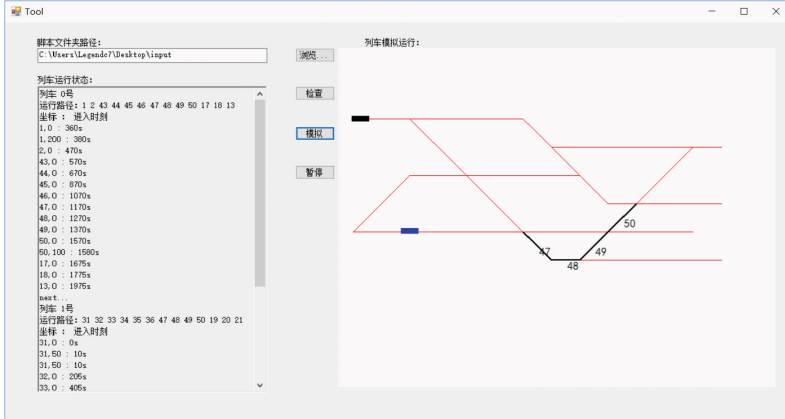 Tool
脚本文件夹路径:
C:\Users\Legendc7\Desktop\input
浏览...
列车运行状态:
列车 0号
运行路径: 1 2 43 44 45 46 47 48 49 50 17 18 13
坐标 : 进入时刻
1,0 : 360s
1,200 : 380s
2,0 : 470s
43,0 : 570s
44,0 : 670s
45,0 : 870s
46,0 : 1070s
47,0 : 1170s
48,0 : 1270s
49,0 : 1370s
50,0 : 1570s
50,100 : 1580s
17,0 : 1675s
18,0 : 1775s
13,0 : 1975s
next...
列车 1号
运行路径: 31 32 33 34 35 36 47 48 49 50 19 20 21
坐标 : 进入时刻
31,0 : 0s
31,50 : 10s
31,50 : 10s
32,0 : 205s
33,0 : 405s
检查
模拟
暂停
列车模拟运行:
50
47
49
48